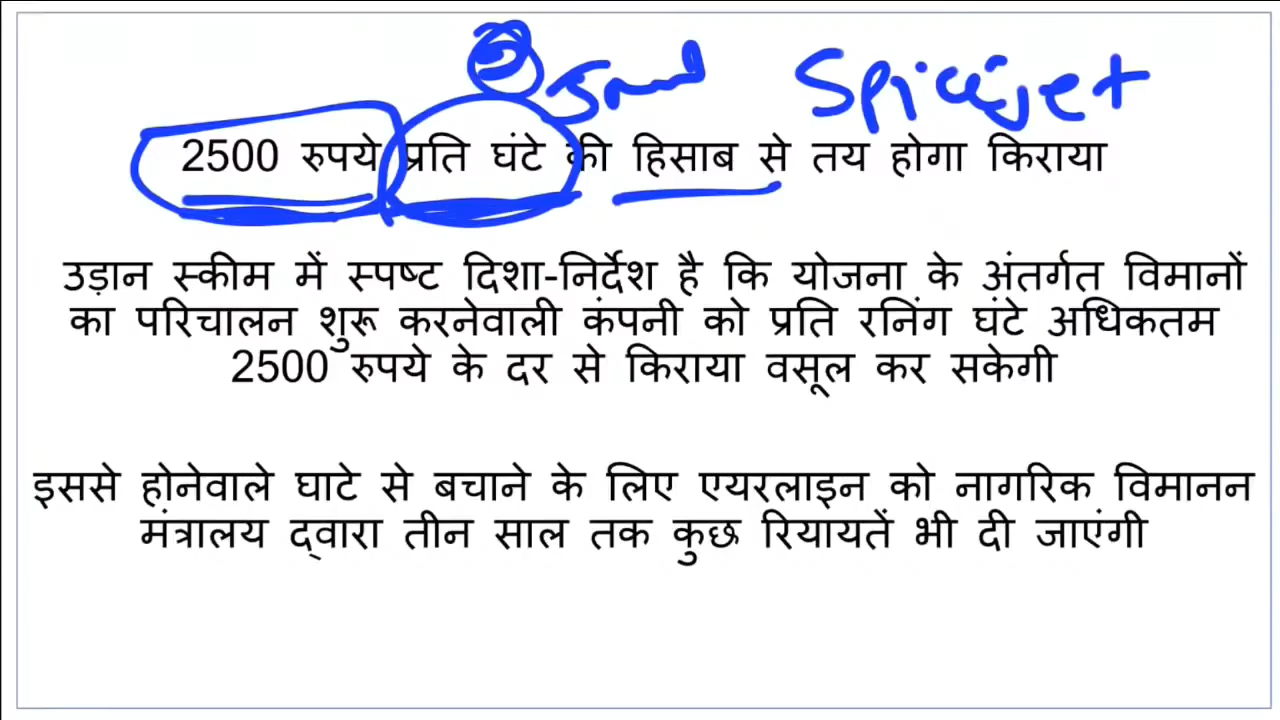 Spicejet
2500 रुपये प्रति घंटे की हिसाब से तय होगा किराया
उड़ान स्कीम में स्पष्ट दिशा-निर्देश है कि योजना के अंतर्गत विमानों
का परिचालन शुरू करनेवाली कंपनी को प्रति रनिंग घंटे अधिकतम
2500 रुपये के दर से किराया वसूल कर सकेगी
इससे होनेवाले घाटे से बचाने के लिए एयरलाइन को नागरिक विमानन
मंत्रालय द्वारा तीन साल तक कुछ रियायतें भी दी जाएंगी